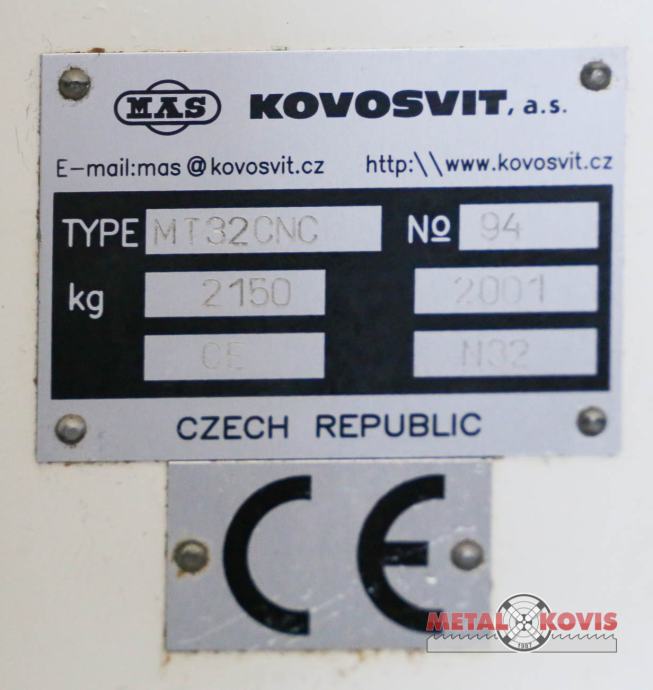 MAS KOVOSVIT, a.s.
E-mail:mas @kovosvit.cz http:\\www.kovosvit.cz
TYPE MT32CNC № 94
kg 2150 2001
CE N32
CZECH REPUBLIC
CE
METAL KOVIS
1987